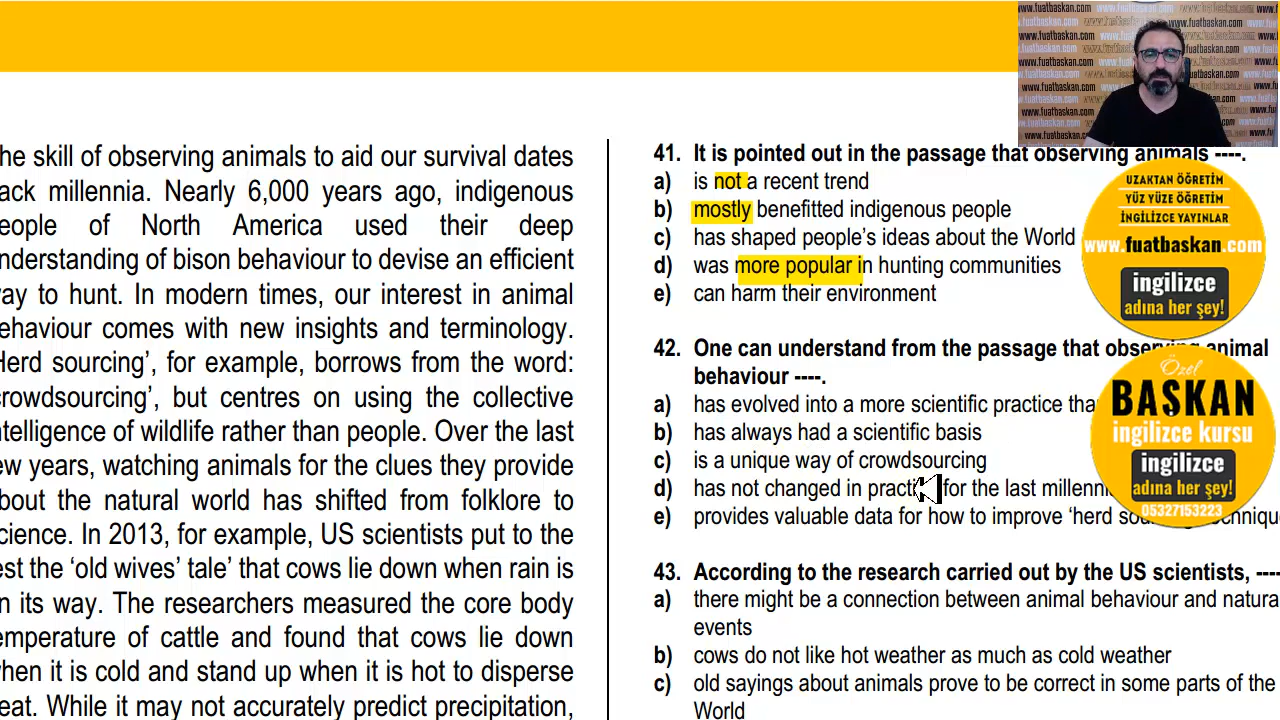 he skill of observing animals to aid our survival dates
ack millennia. Nearly 6,000 years ago, indigenous
eople of North America used their deep
nderstanding of bison behaviour to devise an efficient
ay to hunt. In modern times, our interest in animal
ehaviour comes with new insights and terminology.
Herd sourcing’, for example, borrows from the word:
crowdsourcing’, but centres on using the collective
ntelligence of wildlife rather than people. Over the last
ew years, watching animals for the clues they provide
bout the natural world has shifted from folklore to
cience. In 2013, for example, US scientists put to the
est the ‘old wives’ tale’ that cows lie down when rain is
n its way. The researchers measured the core body
emperature of cattle and found that cows lie down
hen it is cold and stand up when it is hot to disperse
eat. While it may not accurately predict precipitation,
41. It is pointed out in the passage that observing animals ----.
a) is not a recent trend
b) mostly benefitted indigenous people
c) has shaped people’s ideas about the World
d) was more popular in hunting communities
e) can harm their environment
42. One can understand from the passage that observing animal
behaviour ----.
a) has evolved into a more scientific practice tha
b) has always had a scientific basis
c) is a unique way of crowdsourcing
d) has not changed in practi for the last millenni
e) provides valuable data for how to improve ‘herd so chniqu
43. According to the research carried out by the US scientists, ----
a) there might be a connection between animal behaviour and natura
events
b) cows do not like hot weather as much as cold weather
c) old sayings about animals prove to be correct in some parts of the
World
www.fuatbaskan.com
UZAKTAN ÖĞRETİM
YÜZ YÜZE ÖĞRETİM
İNGİLİZCE YAYINLAR
www.fuatbaskan.com
ingilizce
adına her şey!
Özel
BAŞKAN
ingilizce kursu
ingilizce
adına her şey!
05327153223